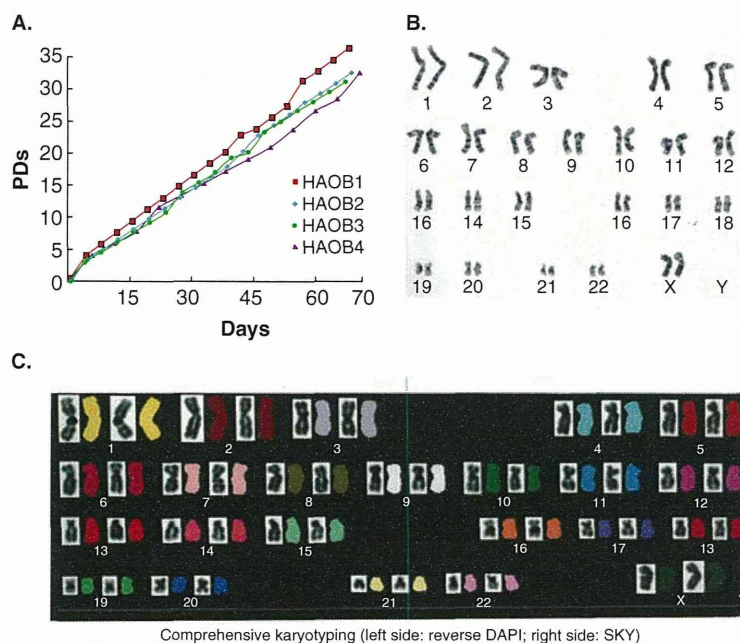 A.
35
30
25
20
15
10
5
0
PDs
15 30 45 60 70
Days
HAOB1
HAOB2
HAOB3
HAOB4
B.
1 2 3 4 5
6 7 8 9 10 11 12
16 14 15 16 17 18
19 20 21 22 X Y
C.
1 2 3 4 5
6 7 8 9 10 11 12
13 14 15 16 17 13
19 20 21 22 X
Comprehensive karyotyping (left side: reverse DAPI; right side: SKY)